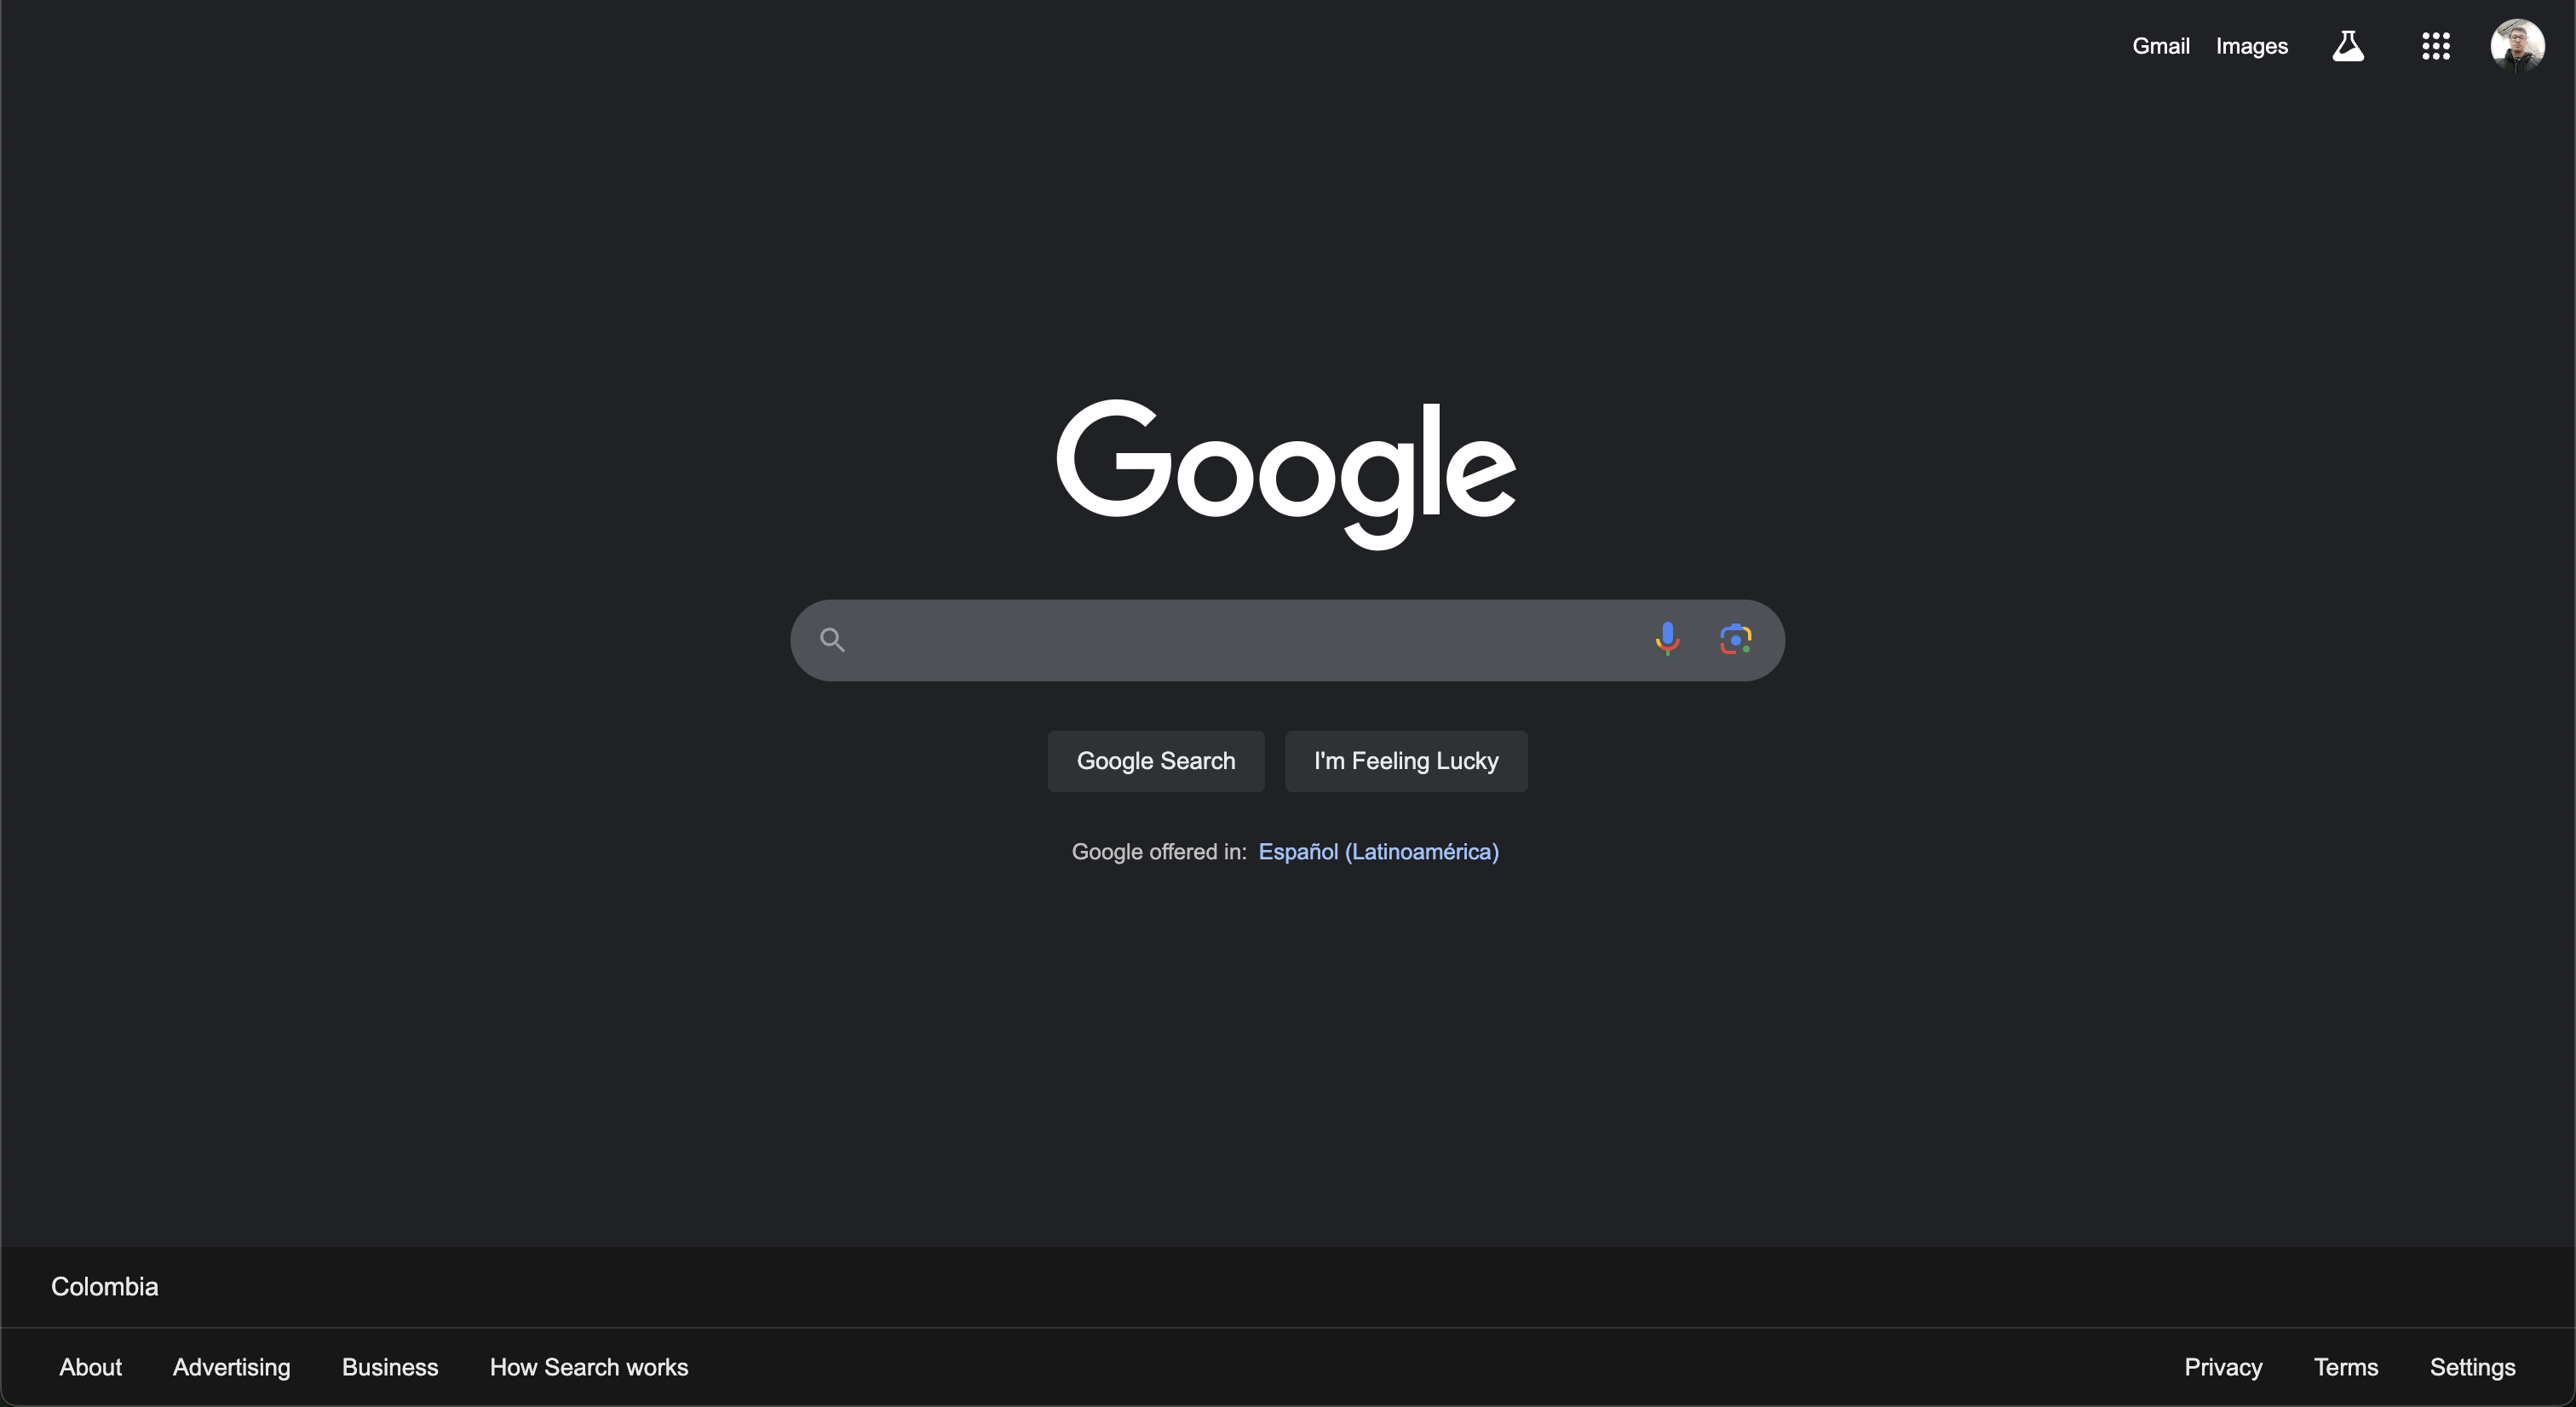 Gmail Images
Google
Google Search I'm Feeling Lucky
Google offered in: Español (Latinoamérica)
Colombia
About Advertising Business How Search works Privacy Terms Settings